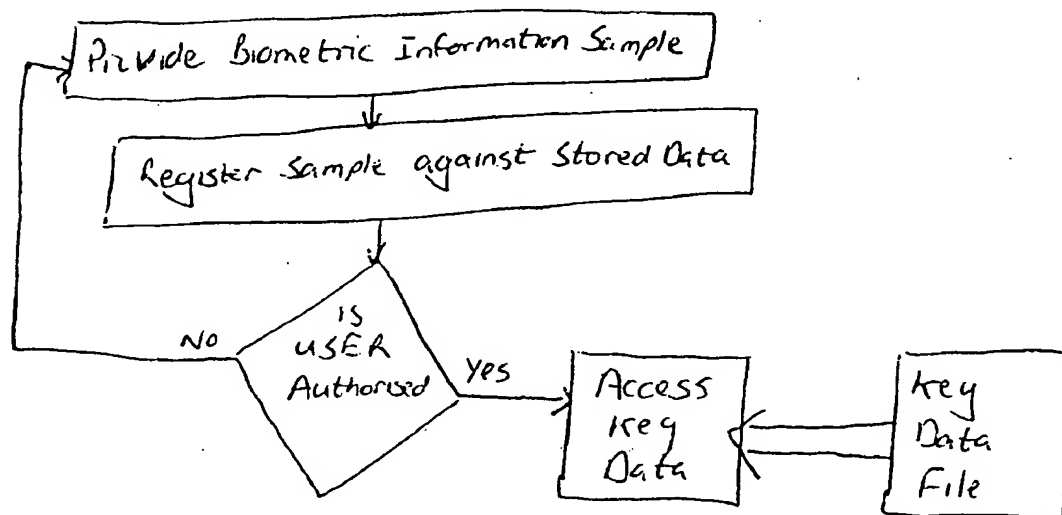 Provide Biometric Information Sample
Register Sample against Stored Data
Is
USER
Authorised
No
Yes
Access
Key
Data
Key
Data
File